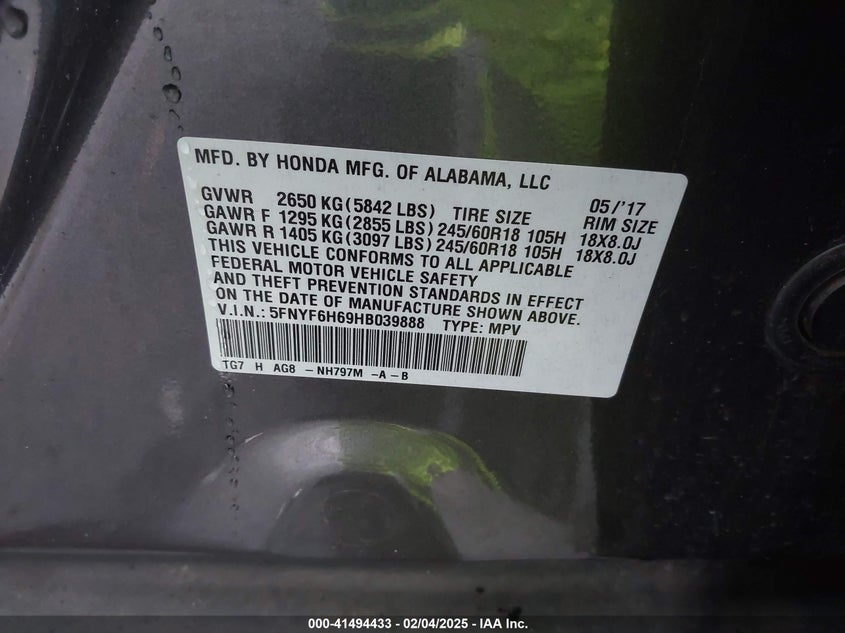 MFD. BY HONDA MFG. OF ALABAMA, LLC
GVWR 2650 KG(5842 LBS) TIRE SIZE 05/'17 RIM SIZE
GAWR F 1295 KG(2855 LBS) 245/60R18 105H 18X8.0J
GAWR R 1405 KG(3097 LBS) 245/60R18 105H 18X8.0J
THIS VEHICLE CONFORMS TO ALL APPLICABLE
FEDERAL MOTOR VEHICLE SAFETY
AND THEFT PREVENTION STANDARDS IN EFFECT
ON THE DATE OF MANUFACTURE SHOWN ABOVE.
V.I.N.: 5FNYF6H69HB039888 TYPE: MPV
TG7 H AG8 -NH797M -A-B
000-41494433 - 02/04/2025 - IAA Inc.